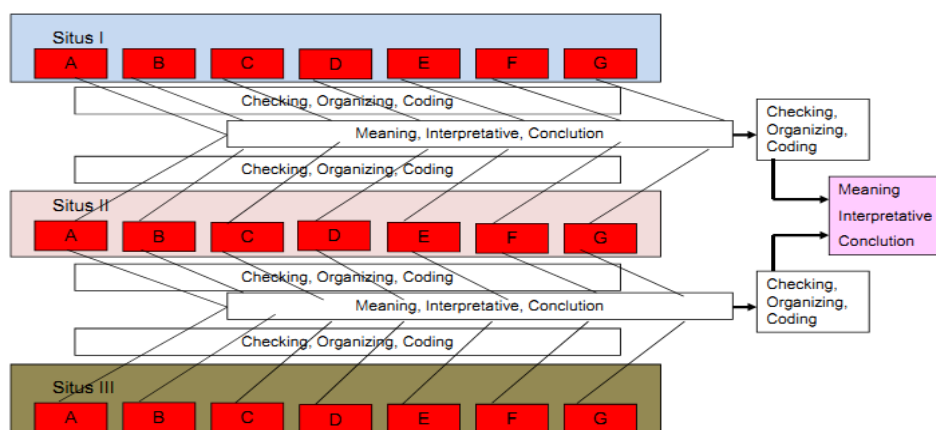 Situs I
A B C D E F G
Checking, Organizing, Coding
Meaning, Interpretative, Conclution
Checking, Organizing, Coding
Situs II
A B C D E F G
Checking, Organizing, Coding
Meaning, Interpretative, Conclution
Checking, Organizing, Coding
Situs III
A B C D E F G
Checking,
Organizing,
Coding
Meaning
Interpretative
Conclution
Checking,
Organizing,
Coding